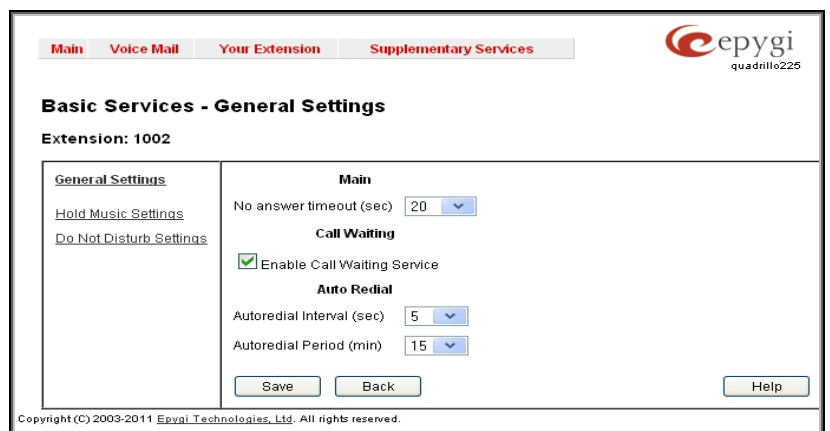 Main Voice Mail Your Extension Supplementary Services
epygi
quadrillo225
Basic Services - General Settings
Extension: 1002
General Settings
Hold Music Settings
Do Not Disturb Settings
Main
No answer timeout (sec) 20
Call Waiting
Enable Call Waiting Service
Auto Redial
Autoredial Interval (sec) 5
Autoredial Period (min) 15
Save Back Help
Copyright (C) 2003-2011 Epygi Technologies, Ltd. All rights reserved.